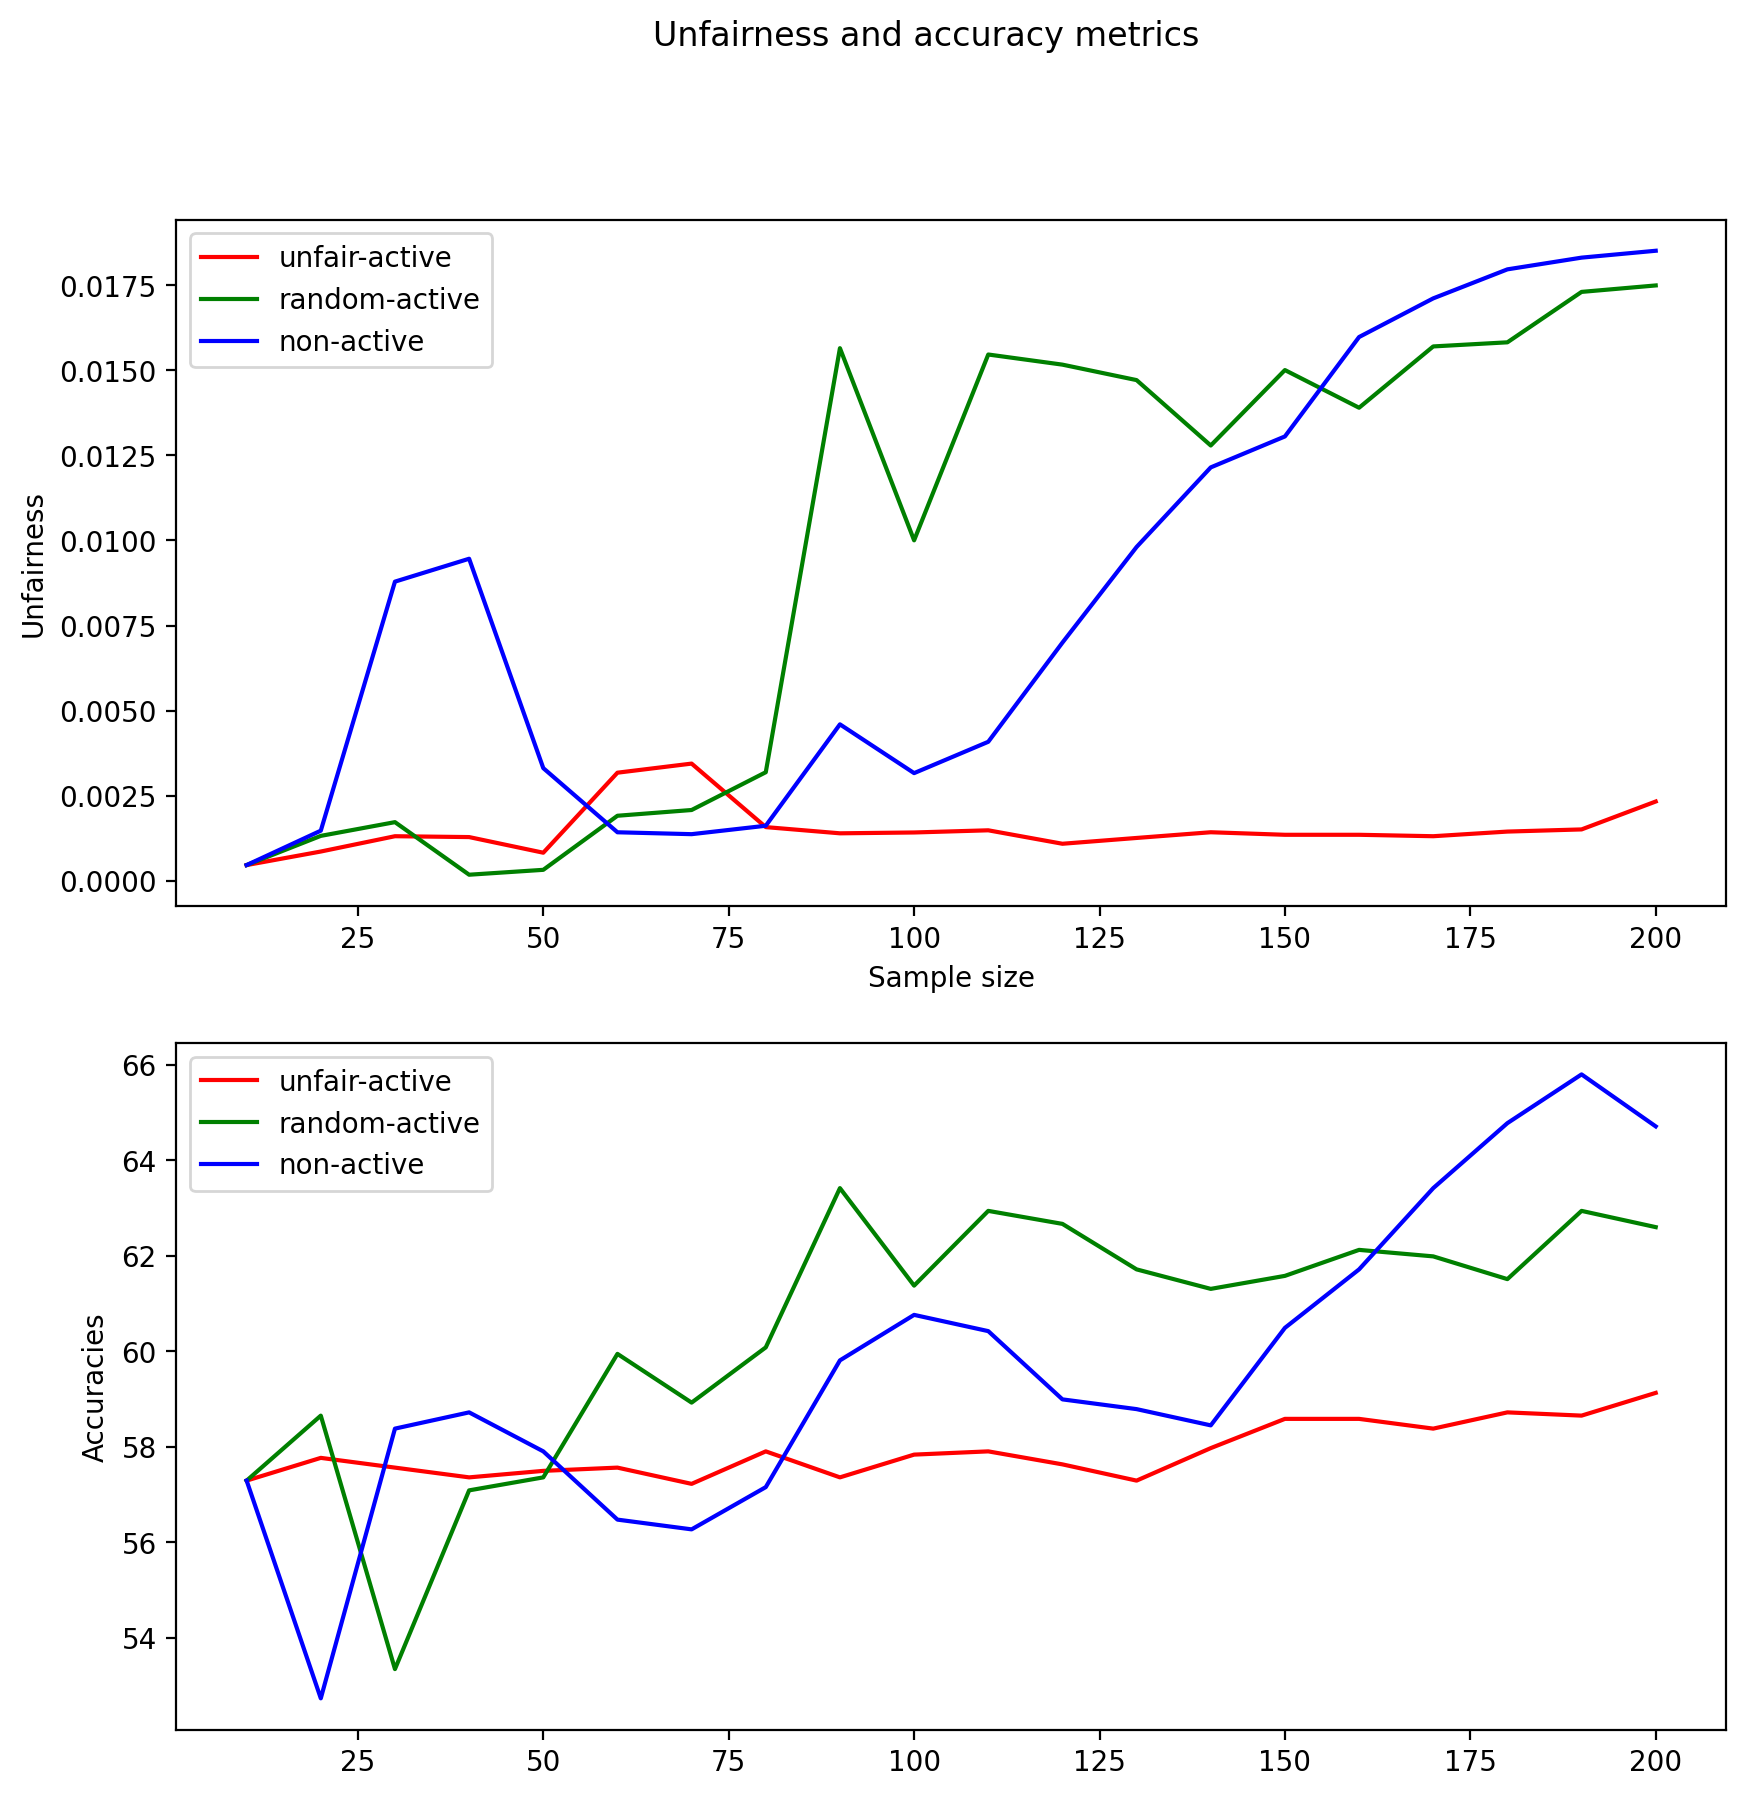 Unfairness and accuracy metrics
unfair-active
random-active
non-active
0.0175
0.0150
0.0125
0.0100
0.0075
0.0050
0.0025
0.0000
Unfairness
25 50 75 100 125 150 175 200
Sample size
unfair-active
random-active
non-active
66
64
62
60
58
56
54
Accuracies
25 50 75 100 125 150 175 200